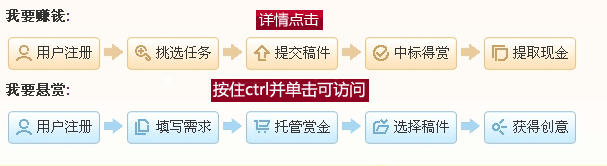 我要赚钱:
详情点击
用户注册 挑选任务 提交稿件 中标得赏 提取现金
我要悬赏:
按住ctrl并单击可访问
用户注册 填写需求 托管赏金 选择稿件 获得创意